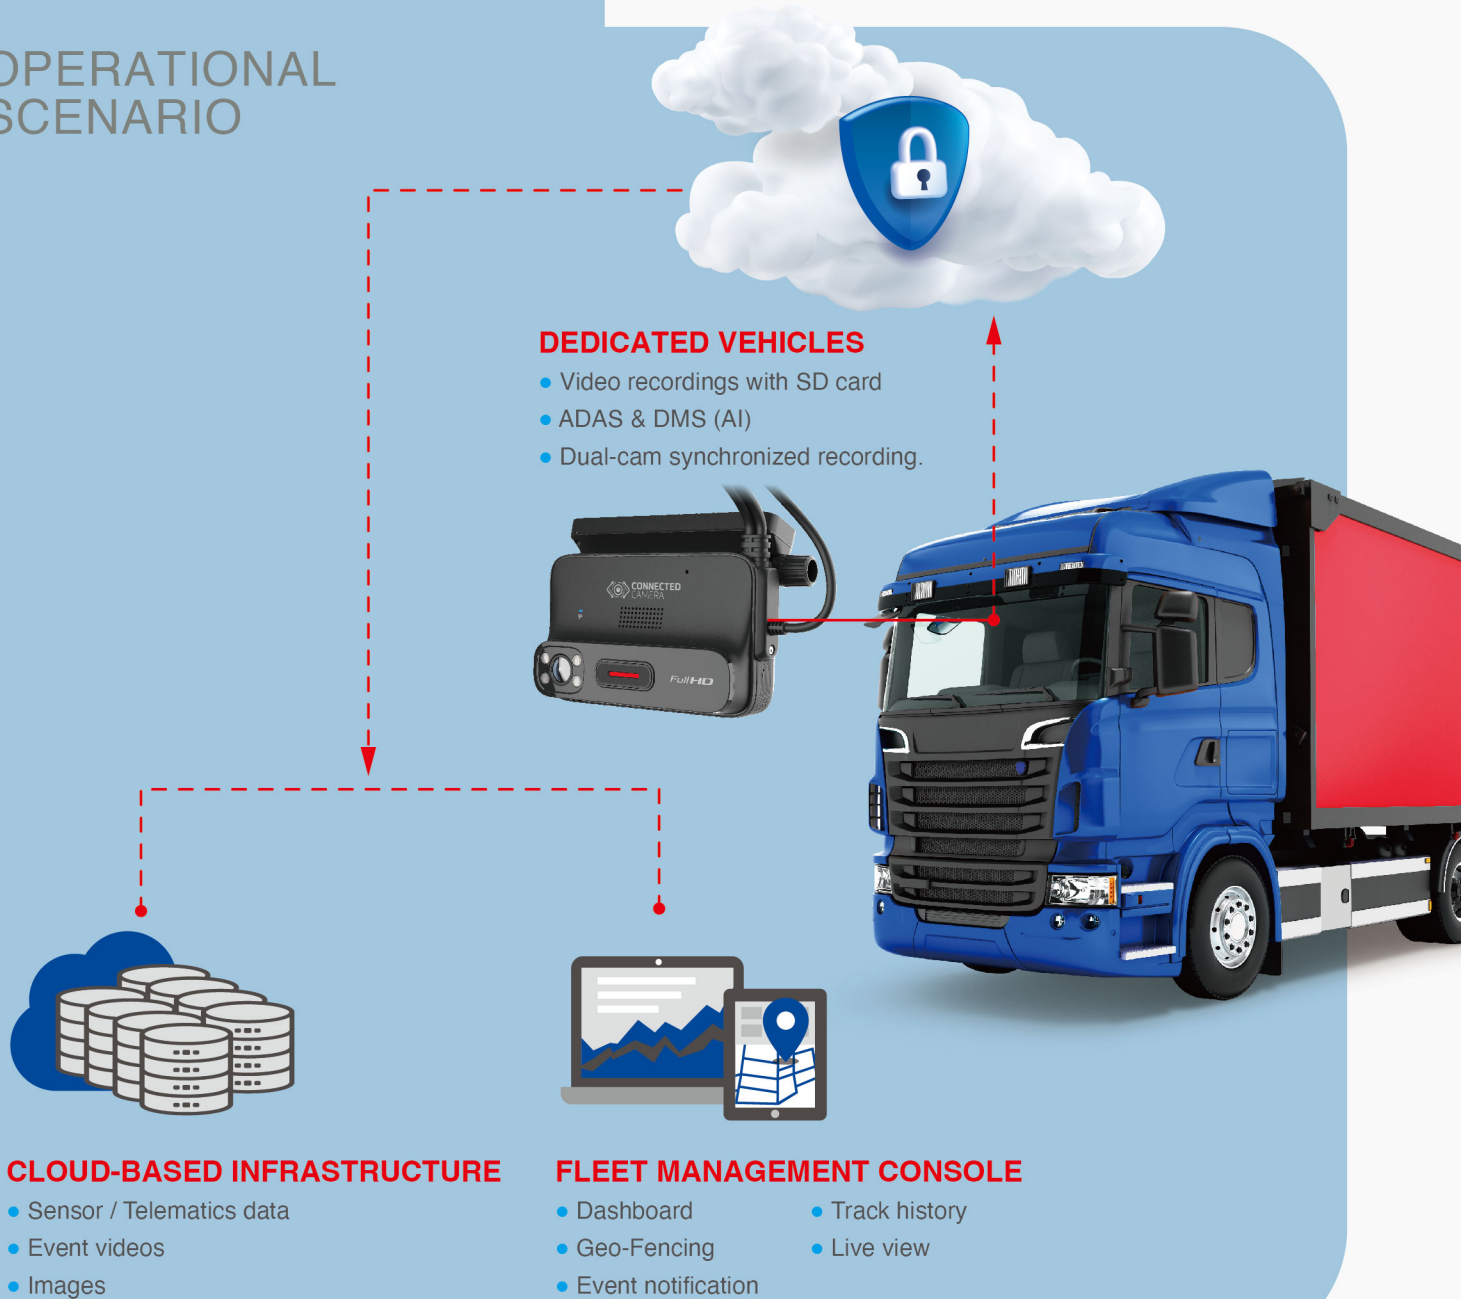 OPERATIONAL
SCENARIO
DEDICATED VEHICLES
Video recordings with SD card
ADAS & DMS (AI)
Dual-cam synchronized recording.
CONNECTED
CAMERA
Full HD
CLOUD-BASED INFRASTRUCTURE
Sensor / Telematics data
Event videos
Images
FLEET MANAGEMENT CONSOLE
Dashboard
Geo-Fencing
Event notification
Track history
Live view